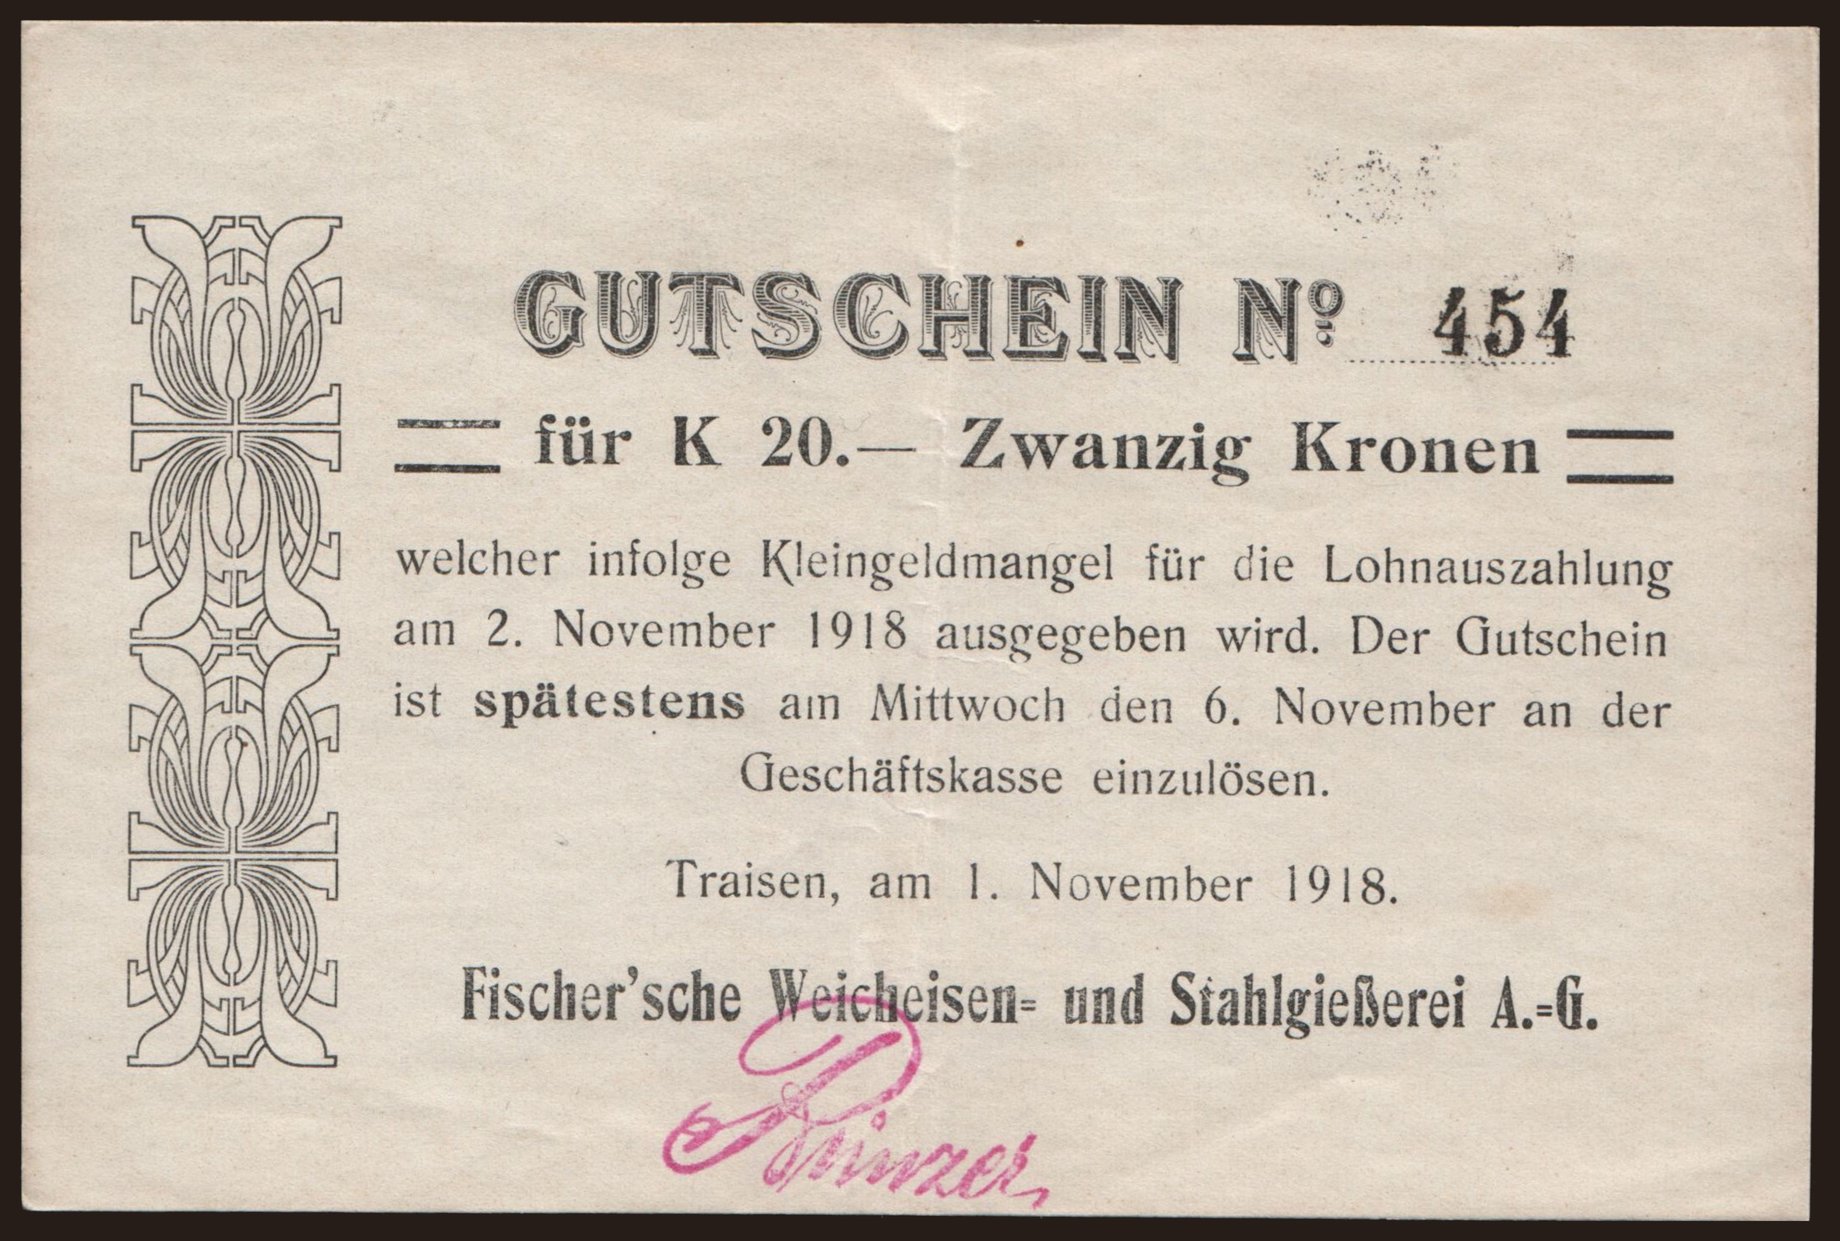 GUTSCHEIN No. 454
für K 20.— Zwanzig Kronen
welcher infolge Kleingeldmangel für die Lohnauszahlung
am 2. November 1918 ausgegeben wird. Der Gutschein
ist spätestens am Mittwoch den 6. November an der
Geschäftskasse einzulösen.
Traisen, am 1. November 1918.
Fischer'sche Weicheisen= und Stahlgießerei A.=G.